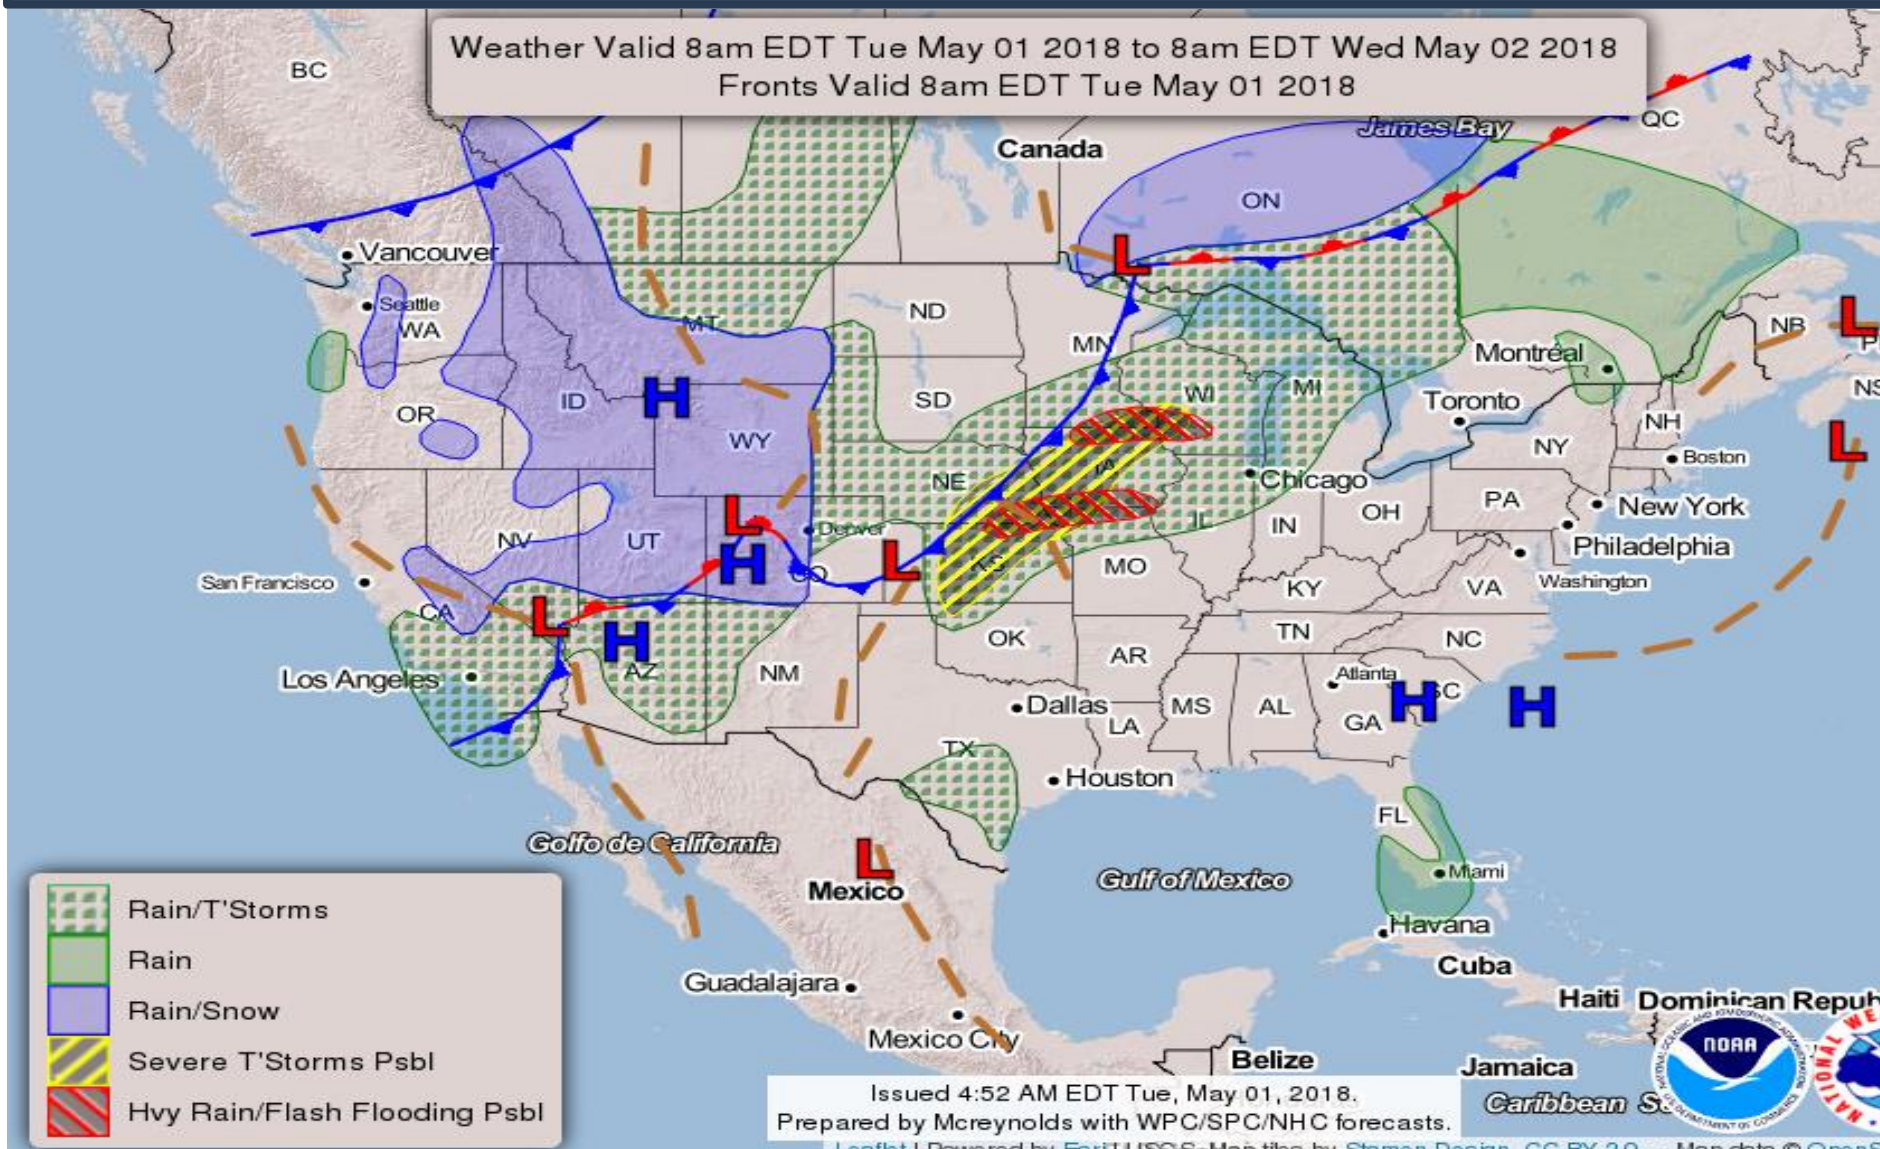 Weather Valid 8am EDT Tue May 01 2018 to 8am EDT Wed May 02 2018
Fronts Valid 8am EDT Tue May 01 2018
BC
QC
James Bay
Canada
ON
Vancouver
Seattle
WA
MT
ND
MN
NB
L
L
Montréal
NS
OR
ID
H
WY
SD
WI
MI
Toronto
NH
NY
Boston
L
NE
IA
Chicago
PA
New York
NV
UT
L
Denver
IL
IN
OH
Philadelphia
San Francisco
H
CO
L
KS
MO
KY
VA
Washington
CA
L
H
AZ
NM
OK
AR
TN
NC
Los Angeles
Dallas
LA
MS
AL
Atlanta
GA
H
SC
H
TX
Houston
FL
Golfo de California
L
Mexico
Gulf of Mexico
Miami
Havana
Cuba
Guadalajara
Haiti
Dominican Repub
Mexico City
Belize
Jamaica
Caribbean
NOAA
Rain/T'Storms
Rain
Rain/Snow
Severe T'Storms Psbl
Hvy Rain/Flash Flooding Psbl
Issued 4:52 AM EDT Tue, May 01, 2018.
Prepared by Mcreynolds with WPC/SPC/NHC forecasts.